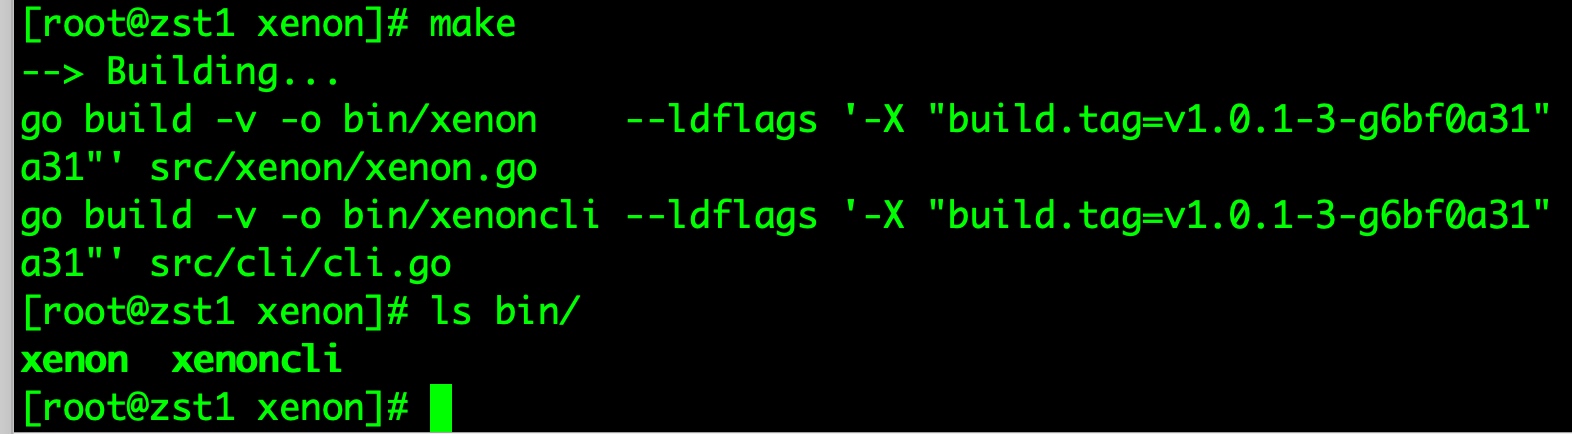 [root@zst1 xenon]# make
--> Building...
go build -v -o bin/xenon    --ldflags '-X "build.tag=v1.0.1-3-g6bf0a31"
a31"' src/xenon/xenon.go
go build -v -o bin/xenoncli --ldflags '-X "build.tag=v1.0.1-3-g6bf0a31"
a31"' src/cli/cli.go
[root@zst1 xenon]# ls bin/
xenon  xenoncli
[root@zst1 xenon]#